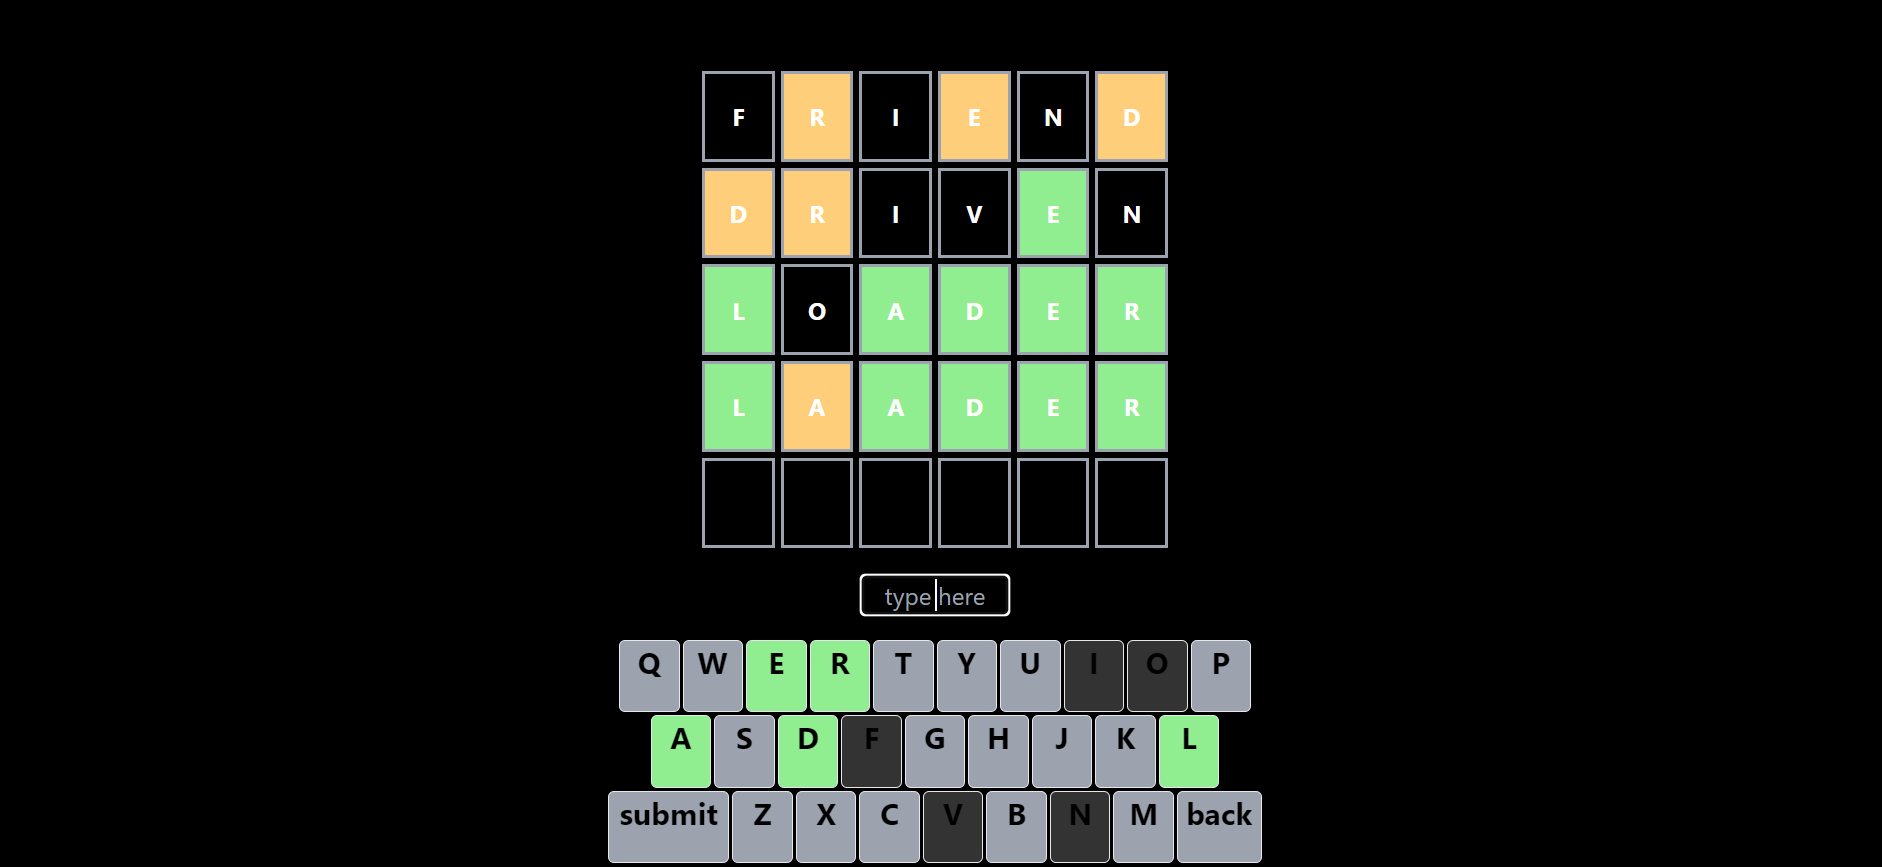 F R I E N D
D R I V E N
L O A D E R
L A A D E R
type here
Q W E R T Y U I O P
A S D F G H J K L
submit Z X C V B N M back